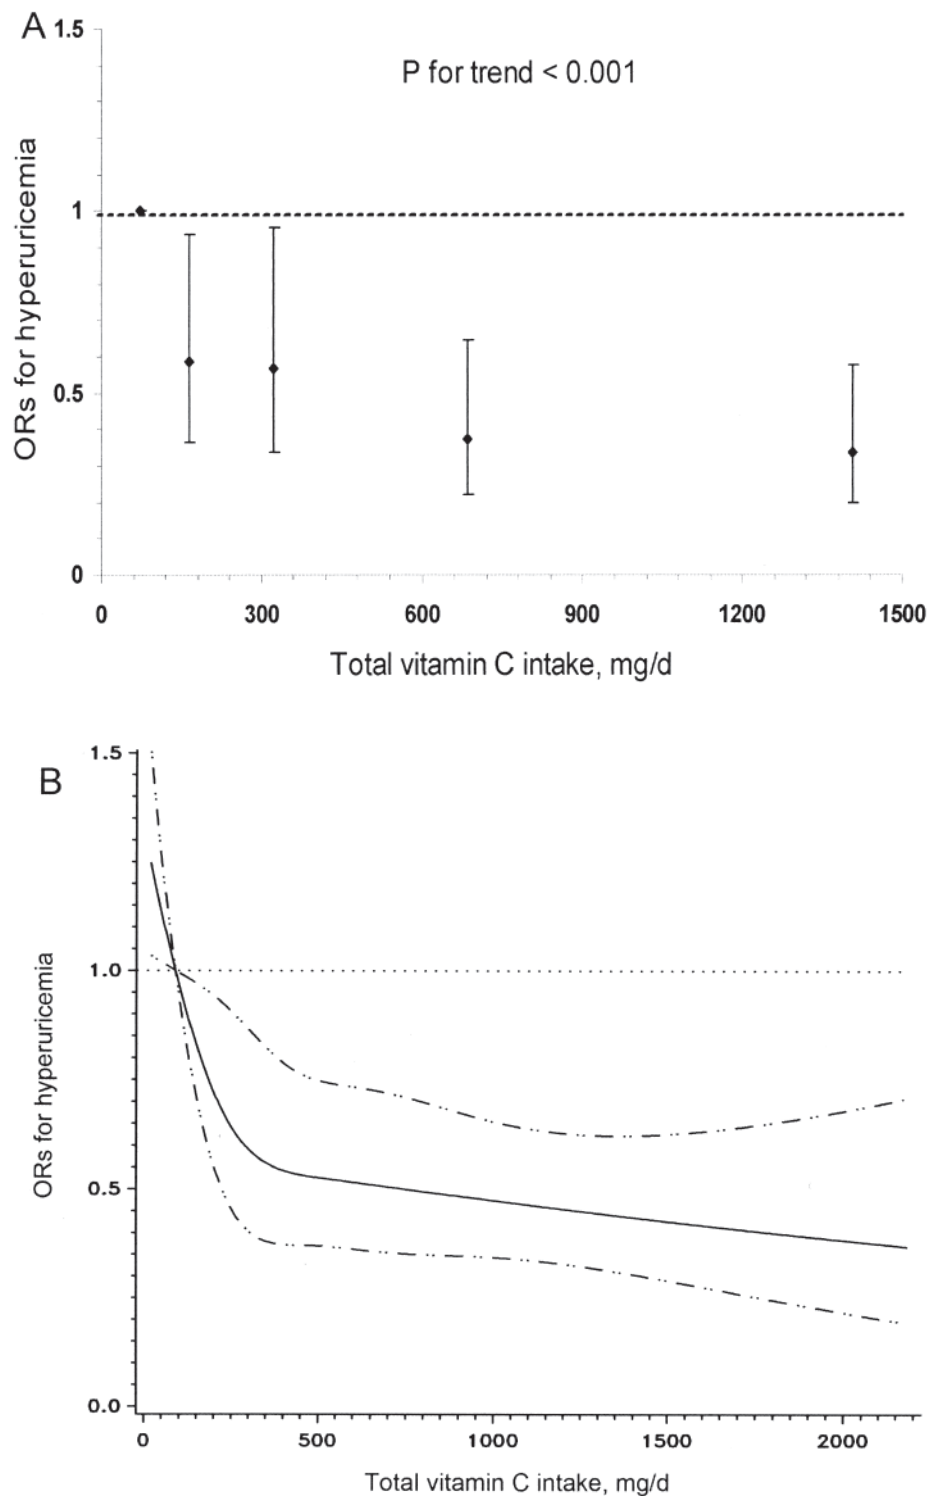 A
1.5
P for trend < 0.001
ORs for hyperuricemia
1
0.5
0
0 300 600 900 1200 1500
Total vitamin C intake, mg/d
B
1.5
ORs for hyperuricemia
1.0
0.5
0.0
0 500 1000 1500 2000
Total vitamin C intake, mg/d